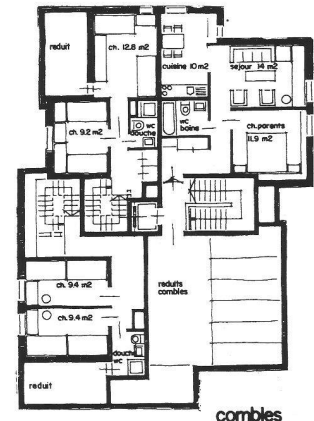 reduit
ch. 12.8 m2
cuisine 10 m2
sejour 14 m2
ch. 9.2 m2
wc
douche
wc
bains
ch. parents
11.9 m2
ch. 9.4 m2
reduits
combles
ch. 9.4 m2
douche
wc
reduit
combles